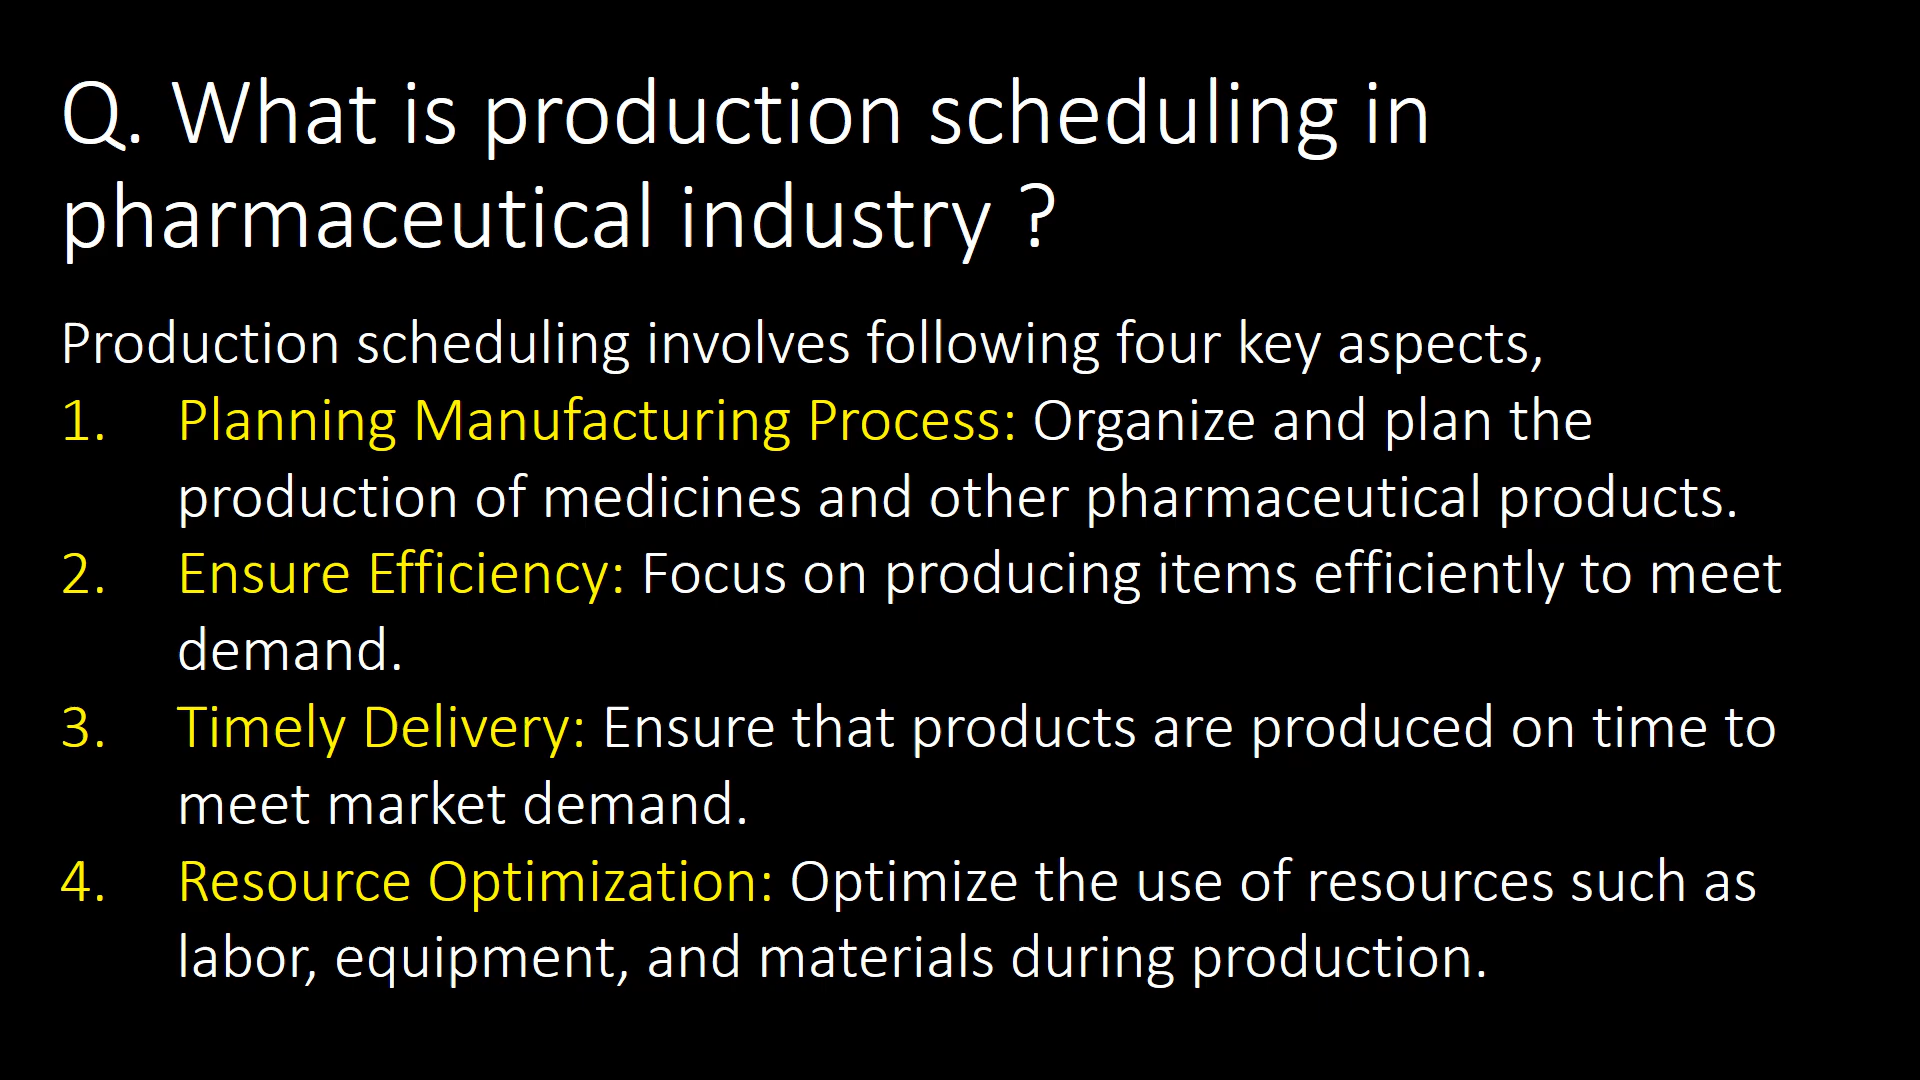 Q. What is production scheduling in
pharmaceutical industry ?
Production scheduling involves following four key aspects,
1. Planning Manufacturing Process: Organize and plan the
production of medicines and other pharmaceutical products.
2. Ensure Efficiency: Focus on producing items efficiently to meet
demand.
3. Timely Delivery: Ensure that products are produced on time to
meet market demand.
4. Resource Optimization: Optimize the use of resources such as
labor, equipment, and materials during production.